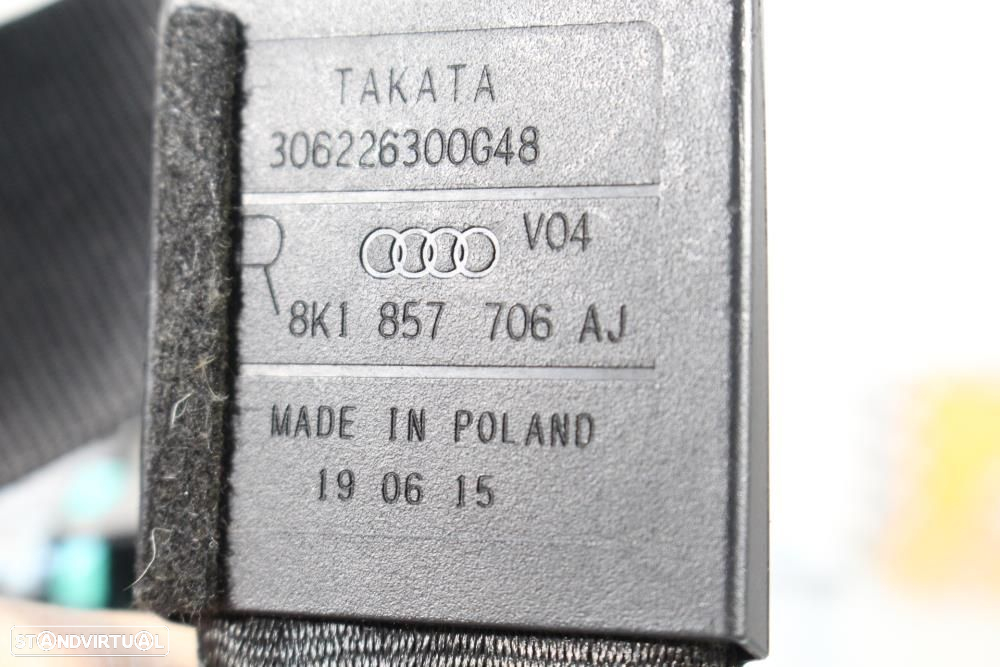 TAKATA
306226300G48
R V04
8K1 857 706 AJ
MADE IN POLAND
19 06 15
STANDVIRTUAL